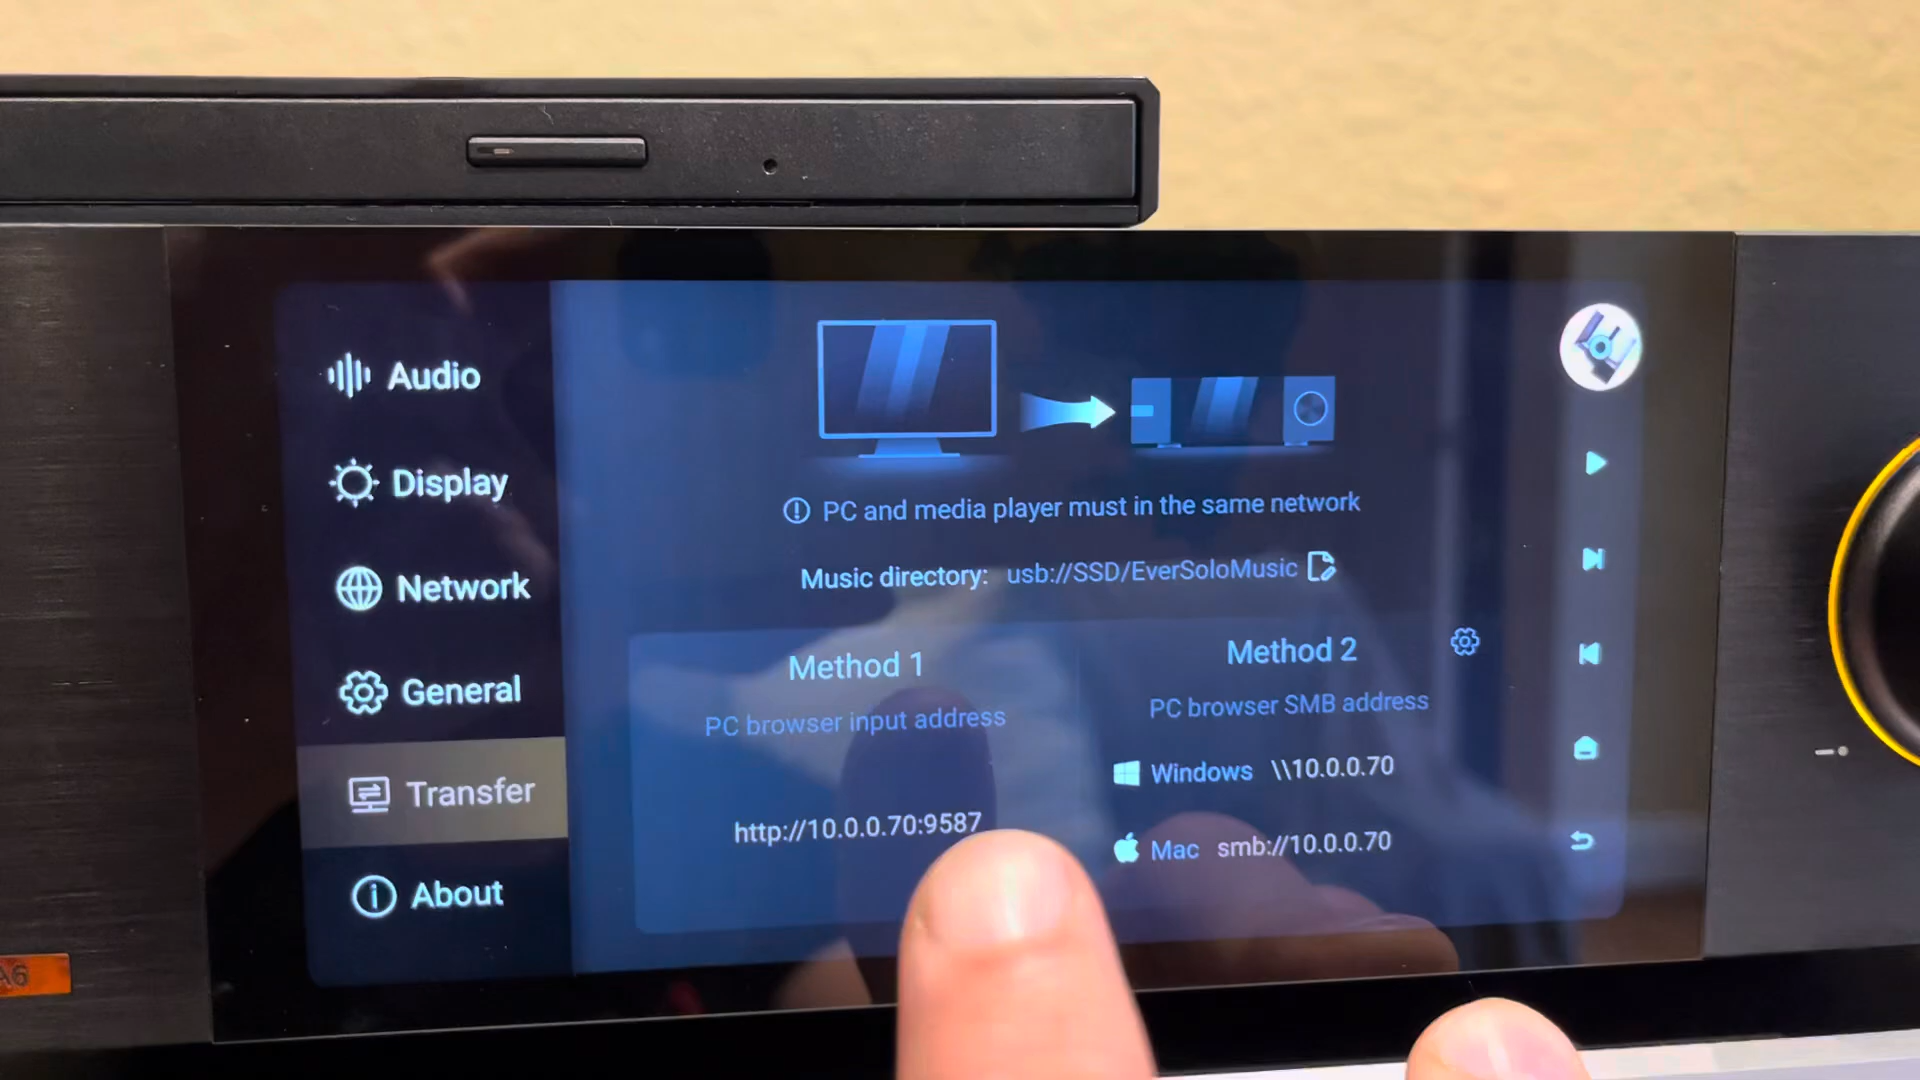 Audio
Display
Network
General
Transfer
About
PC and media player must in the same network
Music directory: usb://SSD/EverSoloMusic
Method 1
PC browser input address
http://10.0.0.70:9587
Method 2
PC browser SMB address
Windows \\10.0.0.70
Mac smb://10.0.0.70
A6